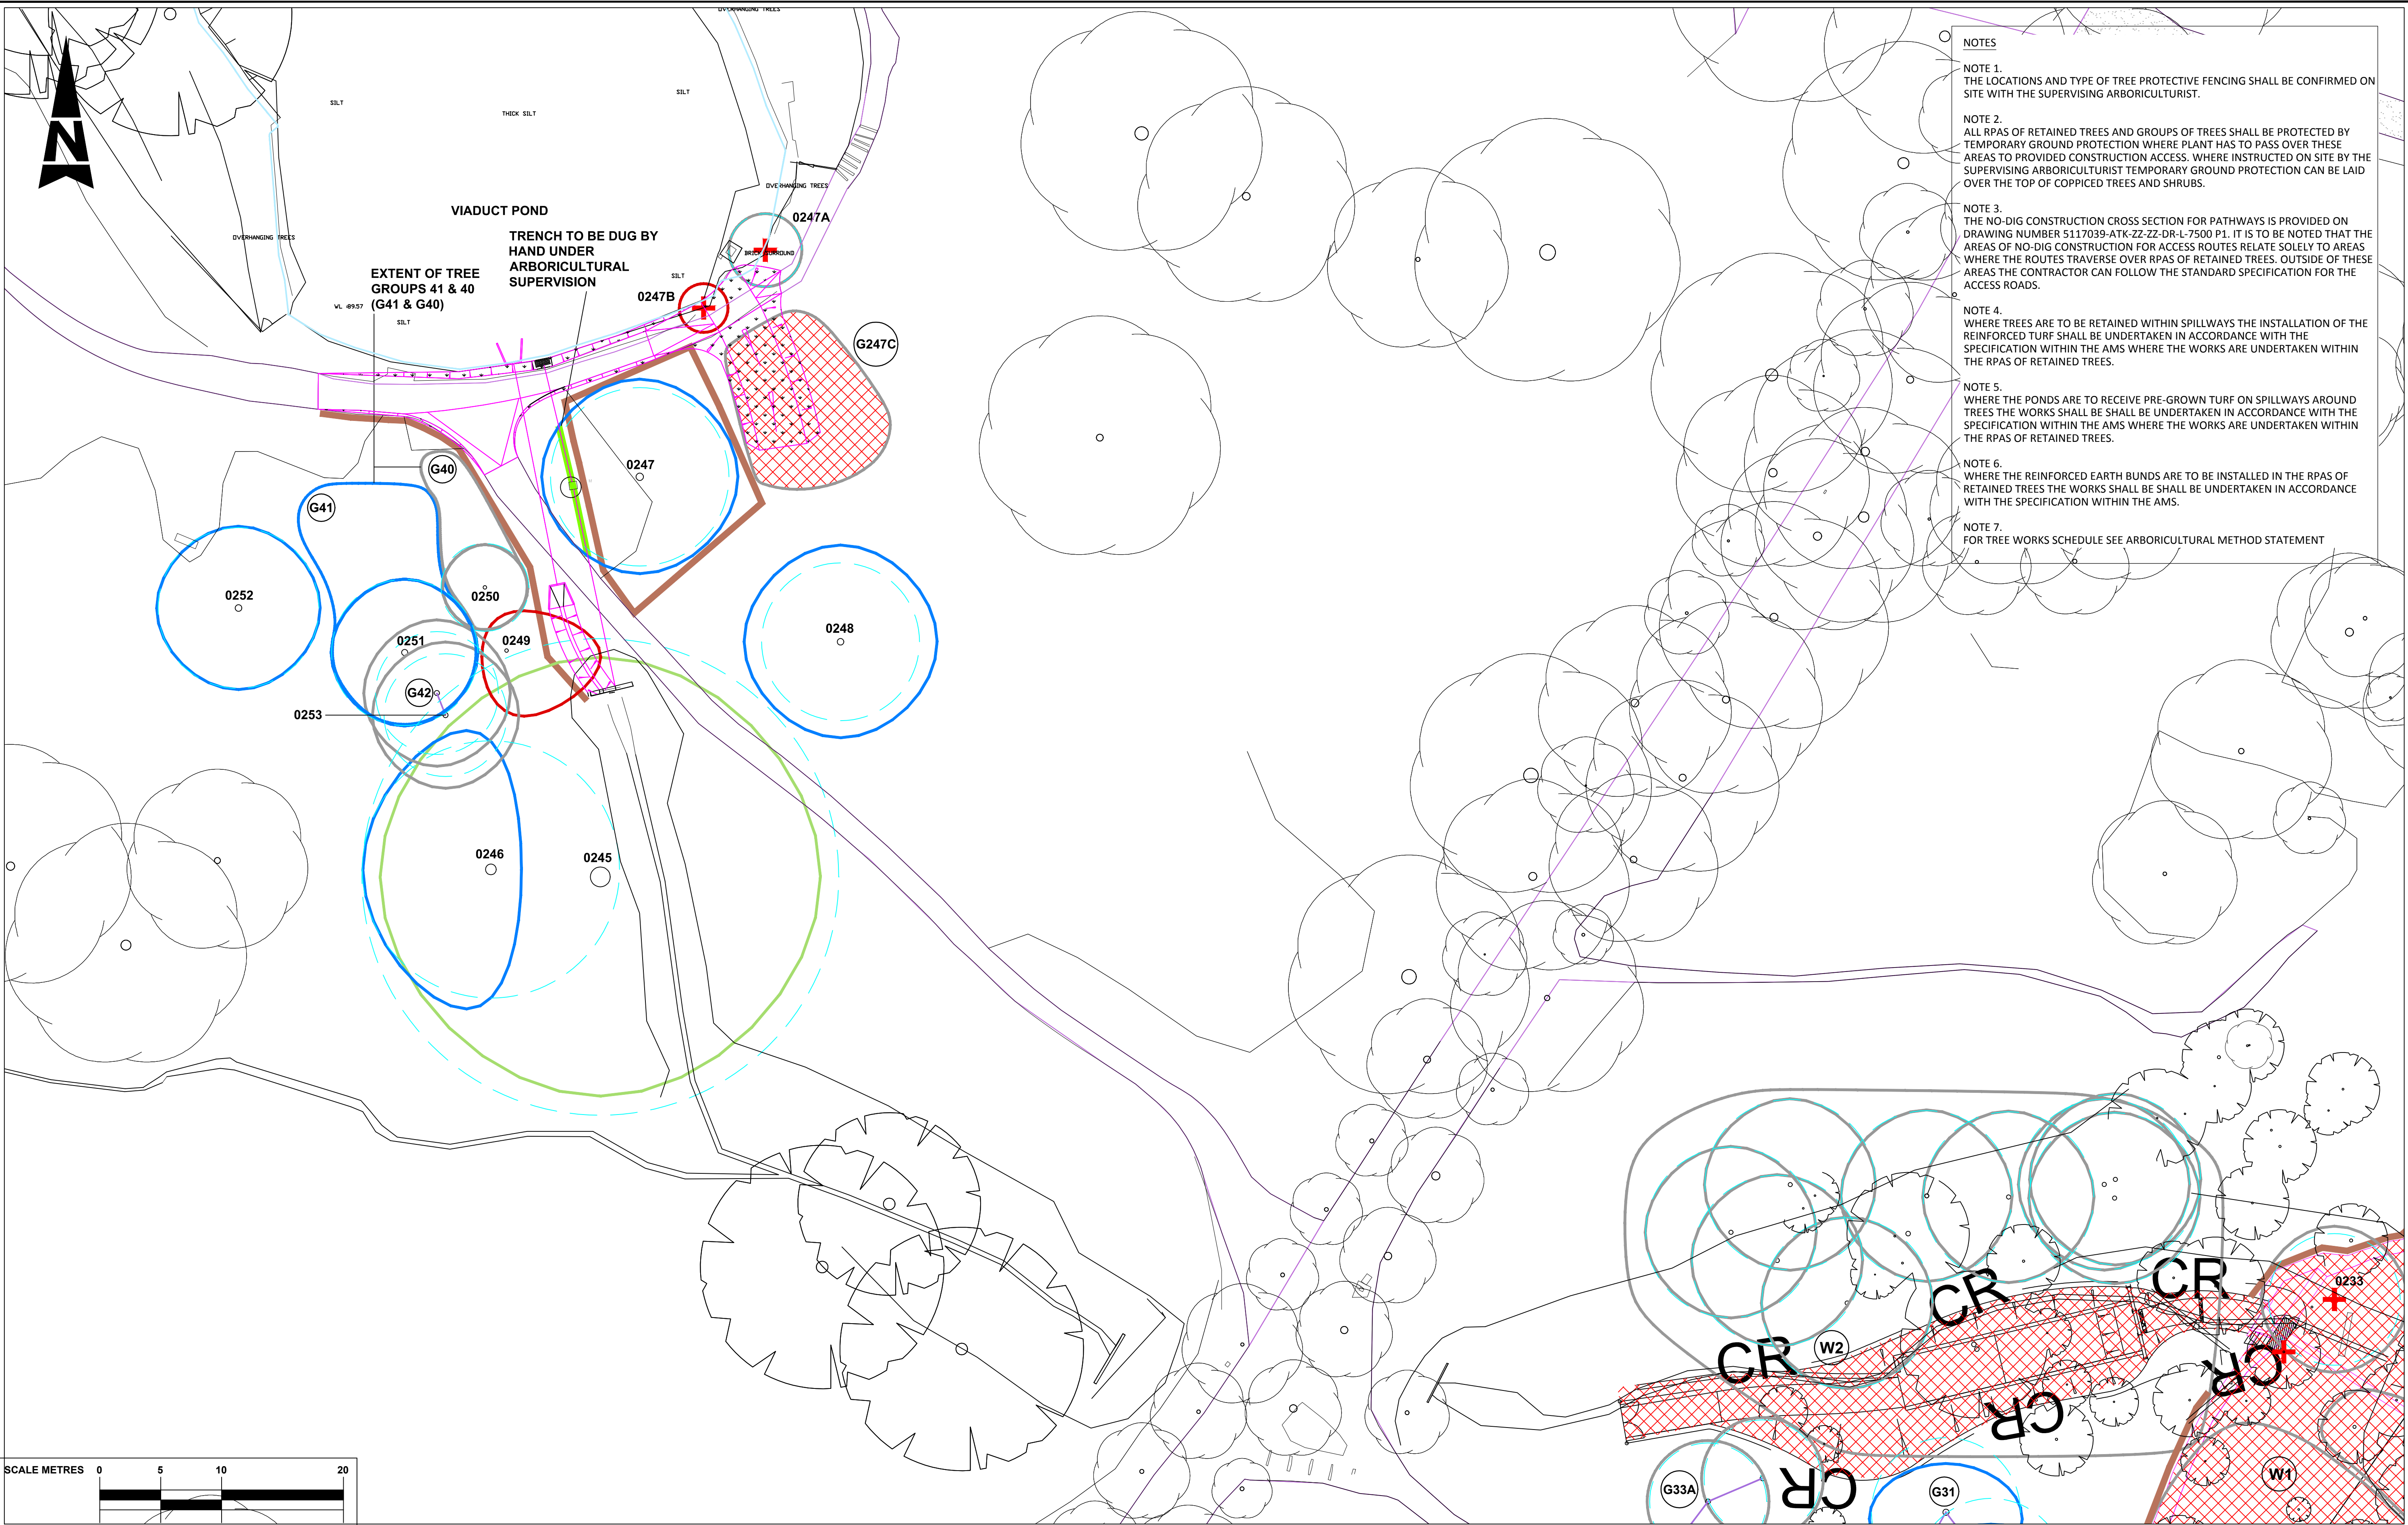 OVERHANGING TREES
SILT
THICK SILT
SILT
N
OVERHANGING TREES
OVERHANGING TREES
VIADUCT POND
TRENCH TO BE DUG BY
HAND UNDER
ARBORICULTURAL
SUPERVISION
0247A
BRICK SURROUND
SILT
0247B
EXTENT OF TREE
GROUPS 41 & 40
(G41 & G40)
WL :89.57
SILT
G247C
G40
0247
G41
0252
0250
0251
0249
0248
G42
0253
0246
0245
NOTES
NOTE 1.
THE LOCATIONS AND TYPE OF TREE PROTECTIVE FENCING SHALL BE CONFIRMED ON
SITE WITH THE SUPERVISING ARBORICULTURIST.
NOTE 2.
ALL RPAS OF RETAINED TREES AND GROUPS OF TREES SHALL BE PROTECTED BY
TEMPORARY GROUND PROTECTION WHERE PLANT HAS TO PASS OVER THESE
AREAS TO PROVIDED CONSTRUCTION ACCESS. WHERE INSTRUCTED ON SITE BY THE
SUPERVISING ARBORICULTURIST TEMPORARY GROUND PROTECTION CAN BE LAID
OVER THE TOP OF COPPICED TREES AND SHRUBS.
NOTE 3.
THE NO-DIG CONSTRUCTION CROSS SECTION FOR PATHWAYS IS PROVIDED ON
DRAWING NUMBER 5117039-ATK-ZZ-ZZ-DR-L-7500 P1. IT IS TO BE NOTED THAT THE
AREAS OF NO-DIG CONSTRUCTION FOR ACCESS ROUTES RELATE SOLELY TO AREAS
WHERE THE ROUTES TRAVERSE OVER RPAS OF RETAINED TREES. OUTSIDE OF THESE
AREAS THE CONTRACTOR CAN FOLLOW THE STANDARD SPECIFICATION FOR THE
ACCESS ROADS.
NOTE 4.
WHERE TREES ARE TO BE RETAINED WITHIN SPILLWAYS THE INSTALLATION OF THE
REINFORCED TURF SHALL BE UNDERTAKEN IN ACCORDANCE WITH THE
SPECIFICATION WITHIN THE AMS WHERE THE WORKS ARE UNDERTAKEN WITHIN
THE RPAS OF RETAINED TREES.
NOTE 5.
WHERE THE PONDS ARE TO RECEIVE PRE-GROWN TURF ON SPILLWAYS AROUND
TREES THE WORKS SHALL BE SHALL BE UNDERTAKEN IN ACCORDANCE WITH THE
SPECIFICATION WITHIN THE AMS WHERE THE WORKS ARE UNDERTAKEN WITHIN
THE RPAS OF RETAINED TREES.
NOTE 6.
WHERE THE REINFORCED EARTH BUNDS ARE TO BE INSTALLED IN THE RPAS OF
RETAINED TREES THE WORKS SHALL BE SHALL BE UNDERTAKEN IN ACCORDANCE
WITH THE SPECIFICATION WITHIN THE AMS.
NOTE 7.
FOR TREE WORKS SCHEDULE SEE ARBORICULTURAL METHOD STATEMENT
0233
CR
CR
CR
W2
CR
CR
CR
G33A
G31
W1
SCALE METRES 0 5 10 20